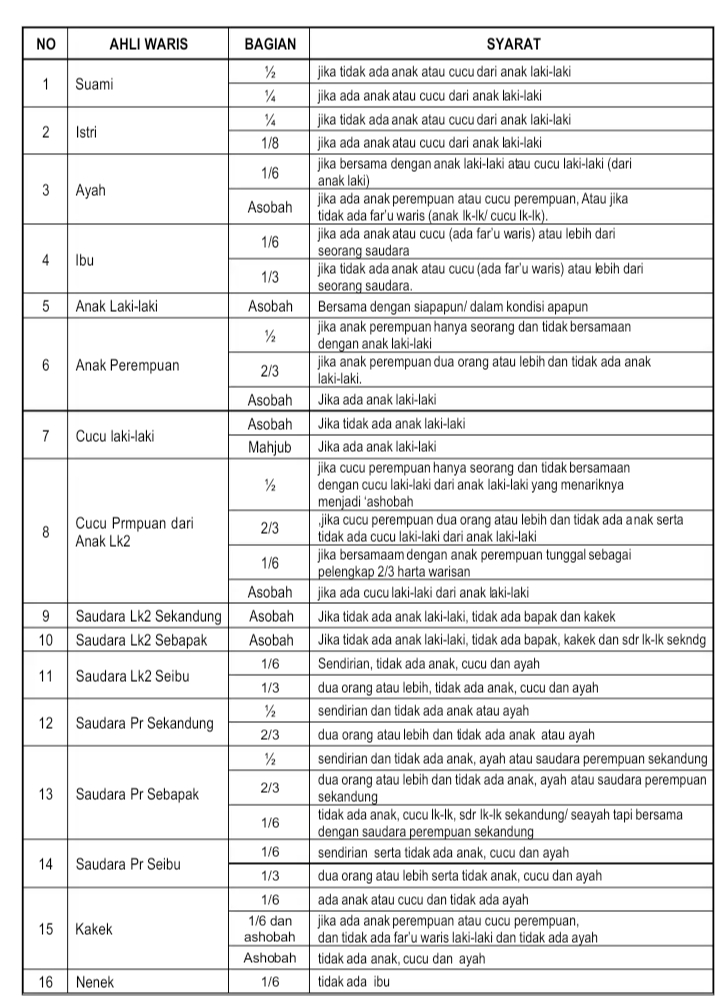 NO AHLI WARIS BAGIAN SYARAT
1 Suami ½ jika tidak ada anak atau cucu dari anak laki-laki
¼ jika ada anak atau cucu dari anak laki-laki
2 Istri ¼ jika tidak ada anak atau cucu dari anak laki-laki
1/8 jika ada anak atau cucu dari anak laki-laki
3 Ayah 1/6 jika bersama dengan anak laki-laki atau cucu laki-laki (dari
anak laki)
Asobah jika ada anak perempuan atau cucu perempuan, Atau jika
tidak ada far'u waris (anak lk-lk/ cucu lk-lk).
4 Ibu 1/6 jika ada anak atau cucu (ada far'u waris) atau lebih dari
seorang saudara
1/3 jika tidak ada anak atau cucu (ada far'u waris) atau lebih dari
seorang saudara.
5 Anak Laki-laki Asobah Bersama dengan siapapun/ dalam kondisi apapun
6 Anak Perempuan ½ jika anak perempuan hanya seorang dan tidak bersamaan
dengan anak laki-laki
2/3 jika anak perempuan dua orang atau lebih dan tidak ada anak
laki-laki.
Asobah Jika ada anak laki-laki
7 Cucu laki-laki Asobah Jika tidak ada anak laki-laki
Mahjub Jika ada anak laki-laki
8 Cucu Prmpuan dari
Anak Lk2
½ jika cucu perempuan hanya seorang dan tidak bersamaan
dengan cucu laki-laki dari anak laki-laki yang menariknya
menjadi 'ashobah
2/3 .jika cucu perempuan dua orang atau lebih dan tidak ada anak serta
tidak ada cucu laki-laki dari anak laki-laki
1/6 jika bersamaam dengan anak perempuan tunggal sebagai
pelengkap 2/3 harta warisan
Asobah jika ada cucu laki-laki dari anak laki-laki
9 Saudara Lk2 Sekandung Asobah Jika tidak ada anak laki-laki, tidak ada bapak dan kakek
10 Saudara Lk2 Sebapak Asobah Jika tidak ada anak laki-laki, tidak ada bapak, kakek dan sdr lk-lk sekndg
11 Saudara Lk2 Seibu 1/6 Sendirian, tidak ada anak, cucu dan ayah
1/3 dua orang atau lebih, tidak ada anak, cucu dan ayah
12 Saudara Pr Sekandung ½ sendirian dan tidak ada anak atau ayah
2/3 dua orang atau lebih dan tidak ada anak atau ayah
13 Saudara Pr Sebapak ½ sendirian dan tidak ada anak, ayah atau saudara perempuan sekandung
2/3 dua orang atau lebih dan tidak ada anak, ayah atau saudara perempuan
sekandung
1/6 tidak ada anak, cucu lk-lk, sdr lk-lk sekandung/ seayah tapi bersama
dengan saudara perempuan sekandung
14 Saudara Pr Seibu 1/6 sendirian serta tidak ada anak, cucu dan ayah
1/3 dua orang atau lebih serta tidak anak, cucu dan ayah
15 Kakek 1/6 ada anak atau cucu dan tidak ada ayah
1/6 dan
ashobah
jika ada anak perempuan atau cucu perempuan,
dan tidak ada far'u waris laki-laki dan tidak ada ayah
Ashobah tidak ada anak, cucu dan ayah
16 Nenek 1/6 tidak ada ibu